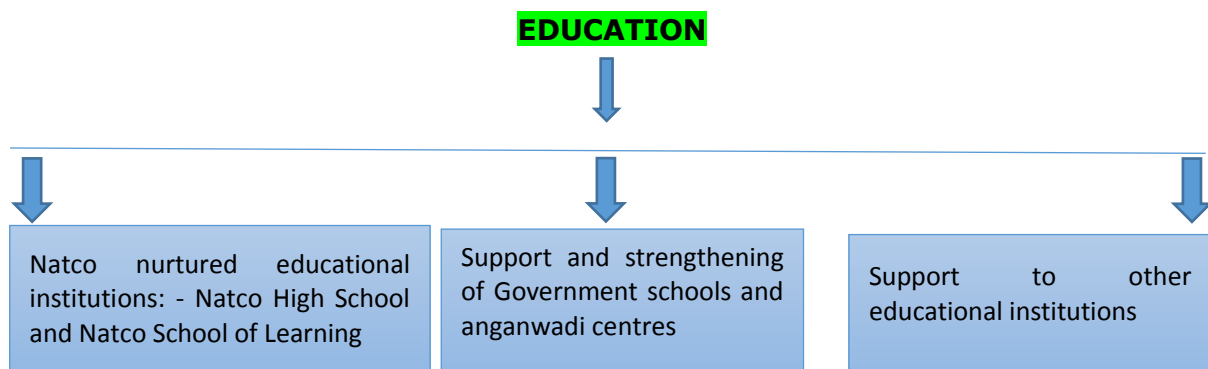 EDUCATION
Natco nurtured educational
institutions: - Natco High School
and Natco School of Learning
Support and strengthening
of Government schools and
anganwadi centres
Support to other
educational institutions